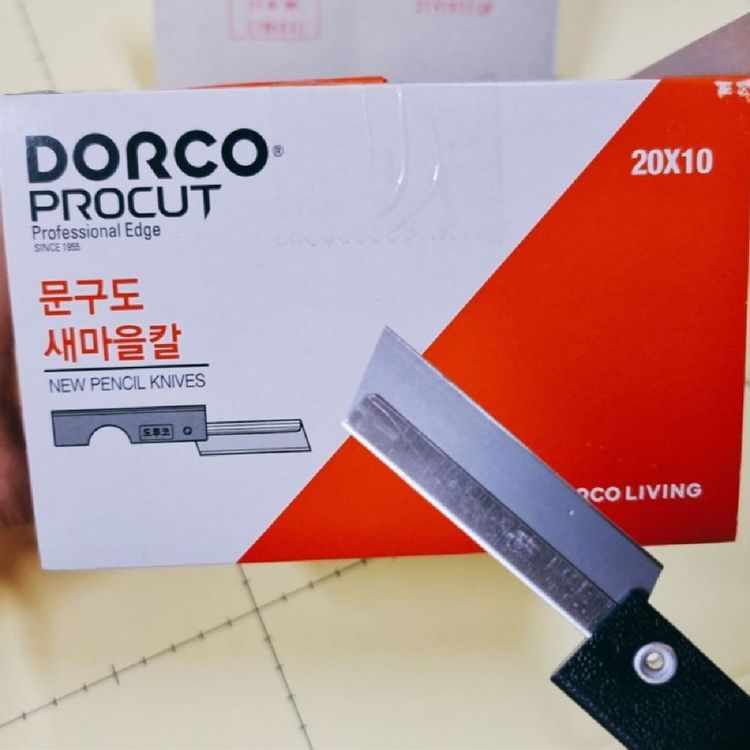 DORCO®
PROCUT
Professional Edge
SINCE 1955
20X10
문구도
새마을칼
NEW PENCIL KNIVES
도루코
RCO LIVING